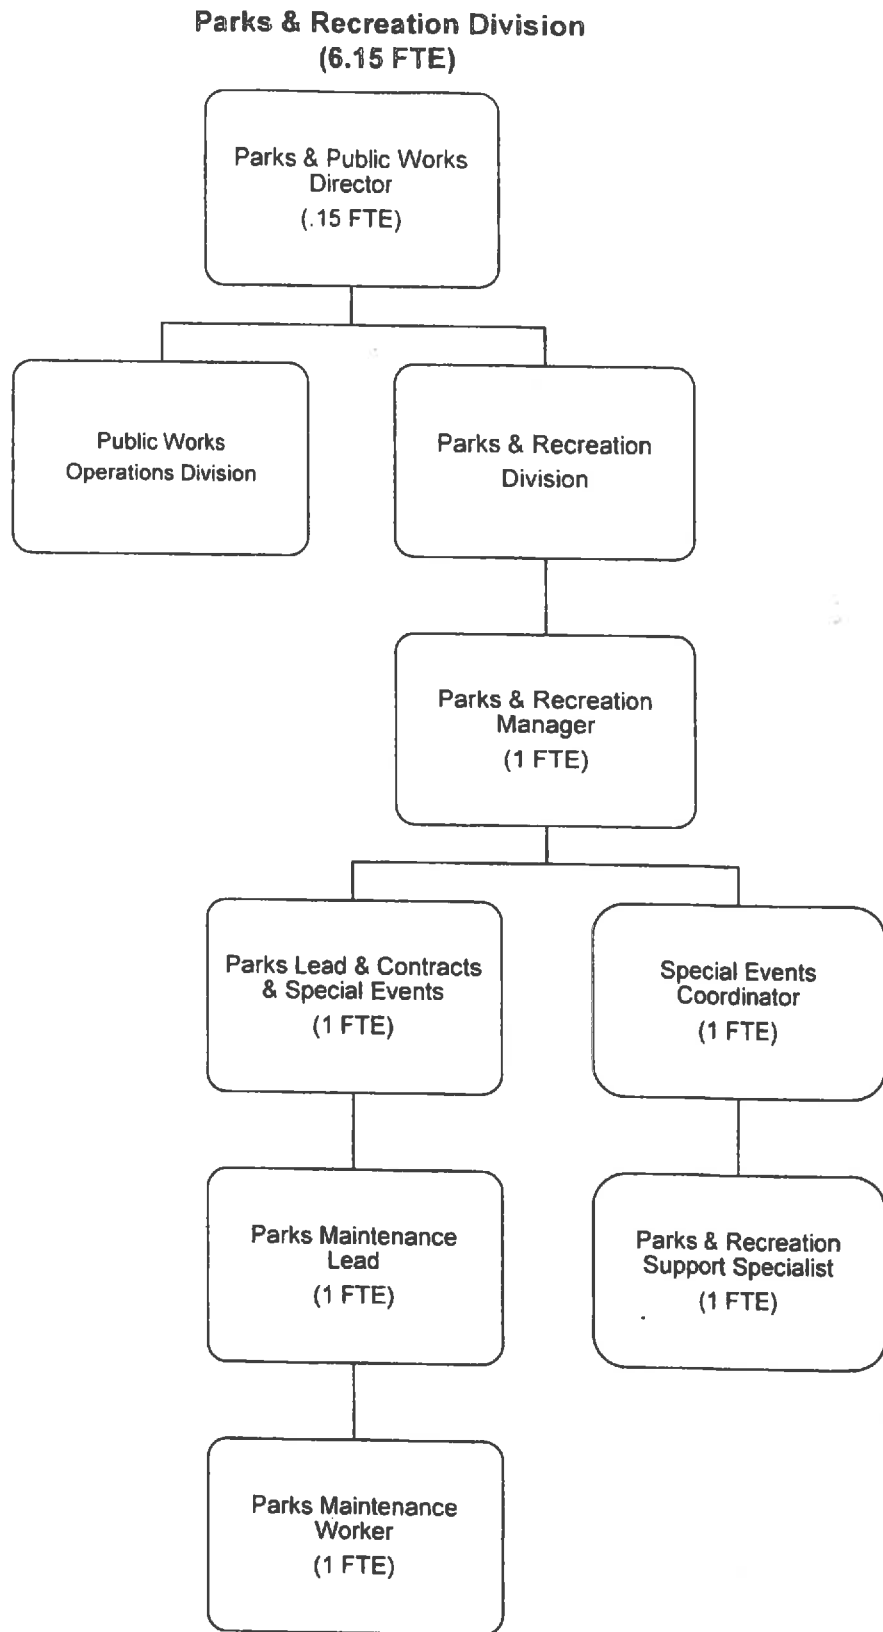 Parks & Recreation Division
(6.15 FTE)
Parks & Public Works
Director
(.15 FTE)
Public Works
Operations Division
Parks & Recreation
Division
Parks & Recreation
Manager
(1 FTE)
Parks Lead & Contracts
& Special Events
(1 FTE)
Special Events
Coordinator
(1 FTE)
Parks Maintenance
Lead
(1 FTE)
Parks & Recreation
Support Specialist
(1 FTE)
Parks Maintenance
Worker
(1 FTE)